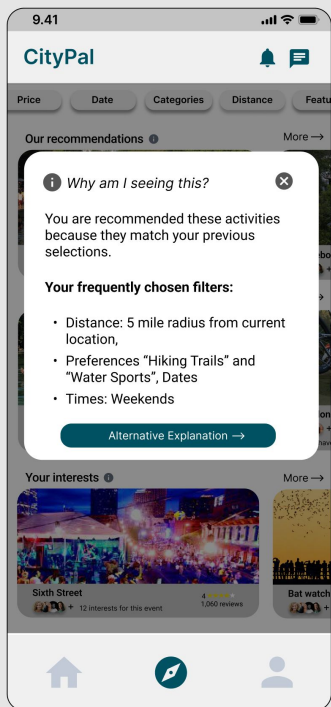 9.41
CityPal
Price
Date
Categories
Distance
Featu
Our recommendations
More →
Why am I seeing this?
You are recommended these activities
because they match your previous
selections.
Your frequently chosen filters:
• Distance: 5 mile radius from current
location,
• Preferences “Hiking Trails” and
“Water Sports”, Dates
• Times: Weekends
Alternative Explanation →
Your interests
More →
Sixth Street
+ 12 interests for this event
4
1,060 reviews
Bat watch
+